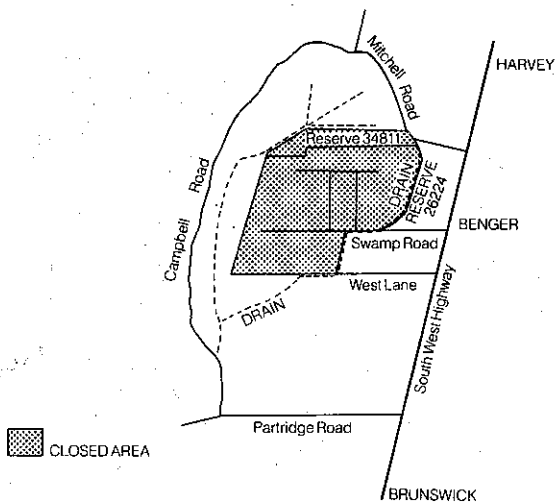 HARVEY
Mitchell Road
Reserve 34811
DRAIN
RESERVE
26224
Campbell Road
BENGER
Swamp Road
West Lane
DRAIN
South West Highway
Partridge Road
CLOSED AREA
BRUNSWICK